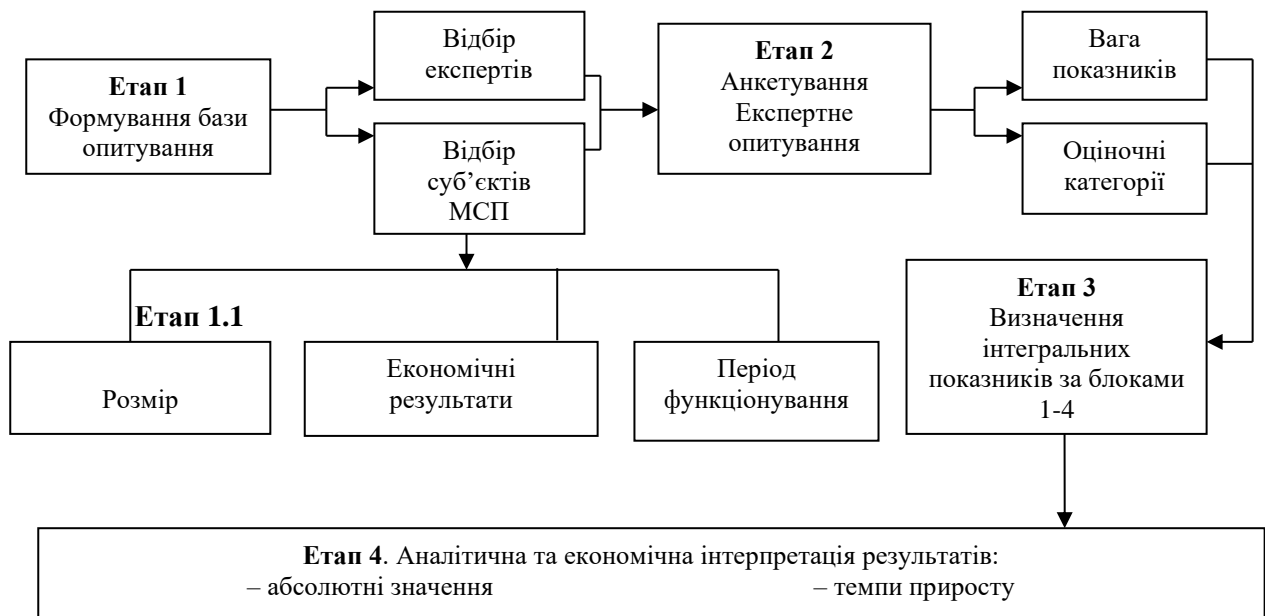 Етап 1
Формування бази
опитування
Відбір
експертів
Відбір
суб’єктів
МСП
Етап 2
Анкетування
Експертне
опитування
Вага
показників
Оціночні
категорії
Етап 1.1
Розмір
Економічні
результати
Період
функціонування
Етап 3
Визначення
інтегральних
показників за блоками
1-4
Етап 4. Аналітична та економічна інтерпретація результатів:
– абсолютні значення – темпи приросту